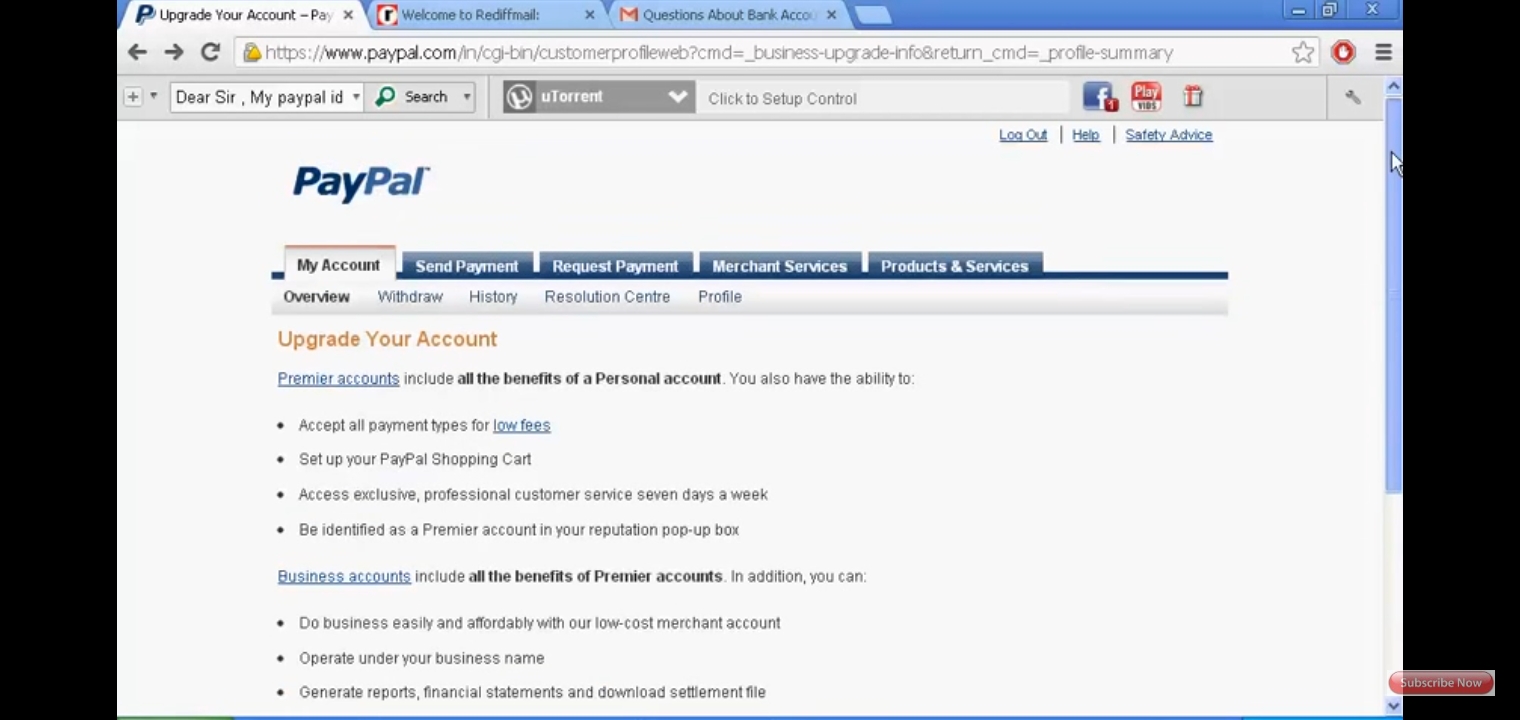 Upgrade Your Account – Pay
Welcome to Rediffmail:
Questions About Bank Accou
https://www.paypal.com/in/cgi-bin/customerprofileweb?cmd=_business-upgrade-info&return_cmd=_profile-summary
Dear Sir , My paypal id
Search
uTorrent
Click to Setup Control
1
Play
VIDS
Log Out | Help | Safety Advice
PayPal
My Account
Send Payment
Request Payment
Merchant Services
Products & Services
Overview
Withdraw
History
Resolution Centre
Profile
Upgrade Your Account
Premier accounts include all the benefits of a Personal account. You also have the ability to:
• Accept all payment types for low fees
• Set up your PayPal Shopping Cart
• Access exclusive, professional customer service seven days a week
• Be identified as a Premier account in your reputation pop-up box
Business accounts include all the benefits of Premier accounts. In addition, you can:
• Do business easily and affordably with our low-cost merchant account
• Operate under your business name
• Generate reports, financial statements and download settlement file
Subscribe Now